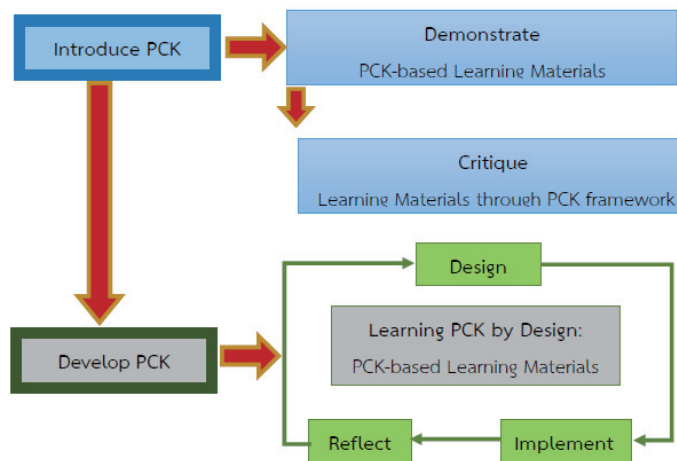 Introduce PCK
Demonstrate
PCK-based Learning Materials
Critique
Learning Materials through PCK framework
Design
Learning PCK by Design:
PCK-based Learning Materials
Develop PCK
Reflect
Implement